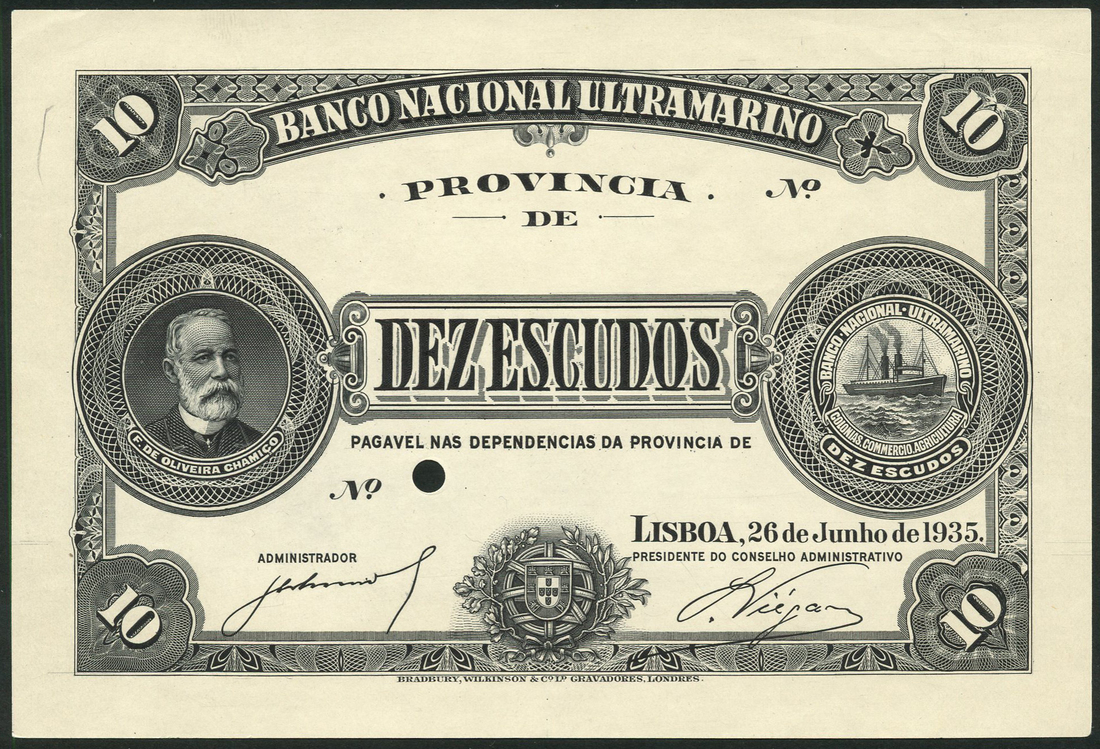 10
BANCO NACIONAL ULTRAMARINO
10
· PROVINCIA ·
DE
Nº
DEZ ESCUDOS
F. DE OLIVEIRA CHAMIÇO
BANCO · NACIONAL · ULTRAMARINO
COLONIAS, COMMERCIO, AGRICULTURA
DEZ ESCUDOS
PAGAVEL NAS DEPENDENCIAS DA PROVINCIA DE
Nº
LISBOA, 26 de Junho de 1935.
ADMINISTRADOR
PRESIDENTE DO CONSELHO ADMINISTRATIVO
10
10
BRADBURY, WILKINSON & Cº Lᴰ GRAVADORES, LONDRES.